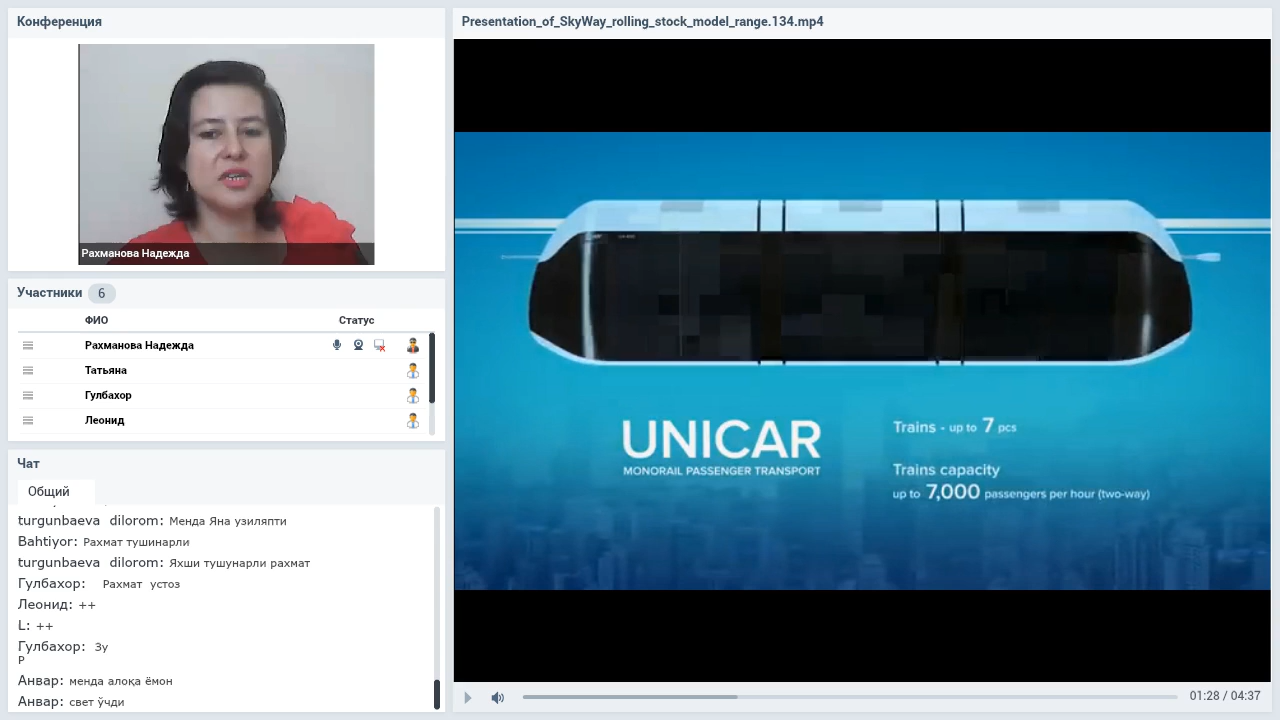 Конференция
Рахманова Надежда
Участники 6
ФИО Статус
Рахманова Надежда
Татьяна
Гулбахор
Леонид
Чат
Общий
turgunbaeva dilorom: Менда Яна узиляпти
Bahtiyor: Рахмат тушинарли
turgunbaeva dilorom: Яхши тушунарли рахмат
Гулбахор: Рахмат устоз
Леонид: ++
L: ++
Гулбахор: Зу
Р
Анвар: менда алоқа ёмон
Анвар: свет ўчди
Presentation_of_SkyWay_rolling_stock_model_range.134.mp4
UNICAR
MONORAIL PASSENGER TRANSPORT
Trains - up to 7 pcs
Trains capacity
up to 7,000 passengers per hour (two-way)
01:28 / 04:37